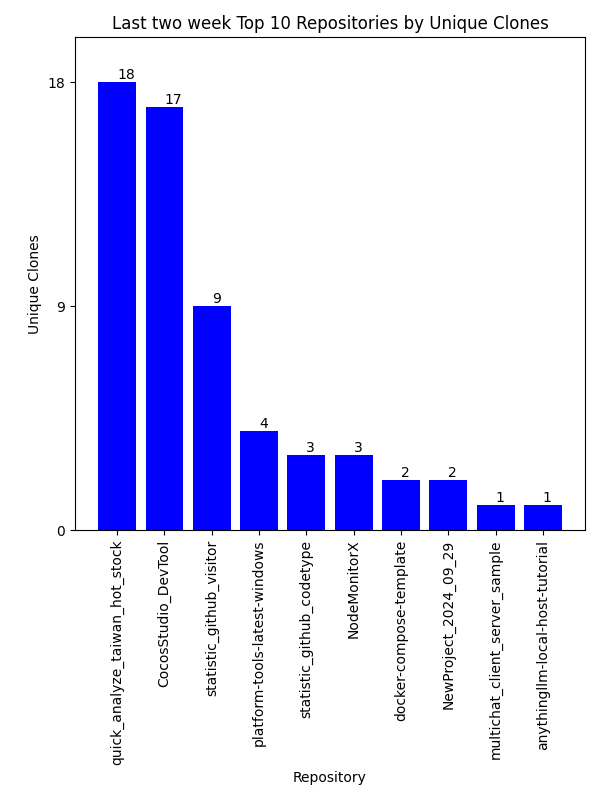 Last two week Top 10 Repositories by Unique Clones
Unique Clones
18
9
0
18
17
9
4
3
3
2
2
1
1
quick_analyze_taiwan_hot_stock
CocosStudio_DevTool
statistic_github_visitor
platform-tools-latest-windows
statistic_github_codetype
NodeMonitorX
docker-compose-template
NewProject_2024_09_29
multichat_client_server_sample
anythingllm-local-host-tutorial
Repository